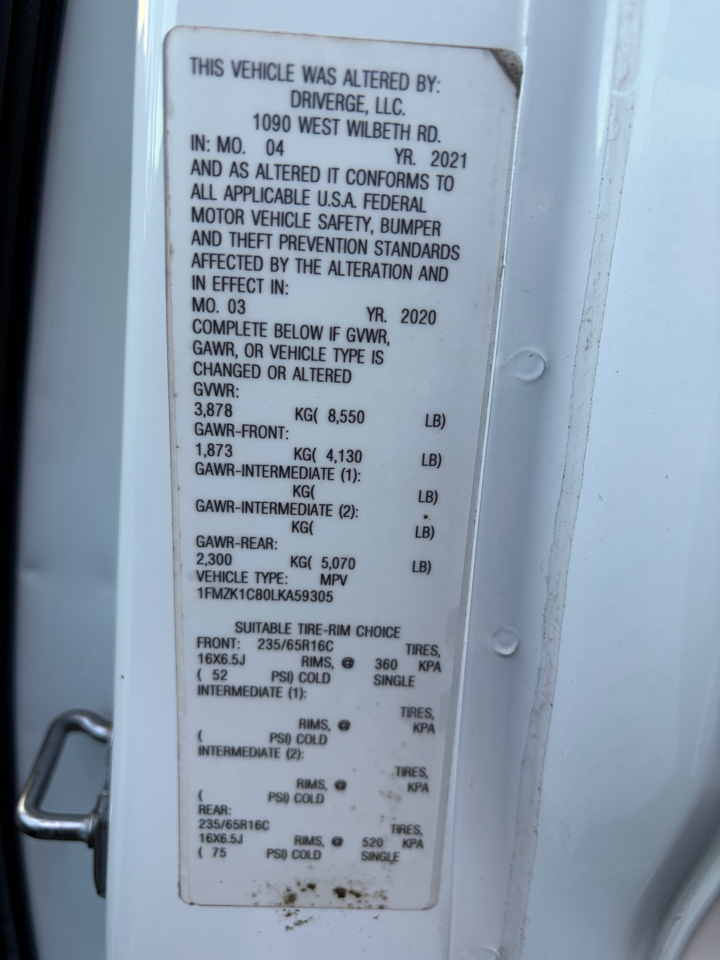 THIS VEHICLE WAS ALTERED BY:
DRIVERGE, LLC.
1090 WEST WILBETH RD.
IN: MO. 04 YR. 2021
AND AS ALTERED IT CONFORMS TO
ALL APPLICABLE U.S.A. FEDERAL
MOTOR VEHICLE SAFETY, BUMPER
AND THEFT PREVENTION STANDARDS
AFFECTED BY THE ALTERATION AND
IN EFFECT IN:
MO. 03 YR. 2020
COMPLETE BELOW IF GVWR,
GAWR, OR VEHICLE TYPE IS
CHANGED OR ALTERED
GVWR:
3,878 KG( 8,550 LB)
GAWR-FRONT:
1,873 KG( 4,130 LB)
GAWR-INTERMEDIATE (1):
KG( LB)
GAWR-INTERMEDIATE (2):
KG( LB)
GAWR-REAR:
2,300 KG( 5,070 LB)
VEHICLE TYPE: MPV
1FMZK1C80LKA59305
SUITABLE TIRE-RIM CHOICE
FRONT: 235/65R16C TIRES,
16X6.5J RIMS, @ 360 KPA
( 52 PSI) COLD SINGLE
INTERMEDIATE (1):
TIRES,
RIMS, @ KPA
( PSI) COLD
INTERMEDIATE (2):
TIRES,
RIMS, @ KPA
( PSI) COLD
REAR:
235/65R16C TIRES,
16X6.5J RIMS, @ 520 KPA
( 75 PSI) COLD SINGLE